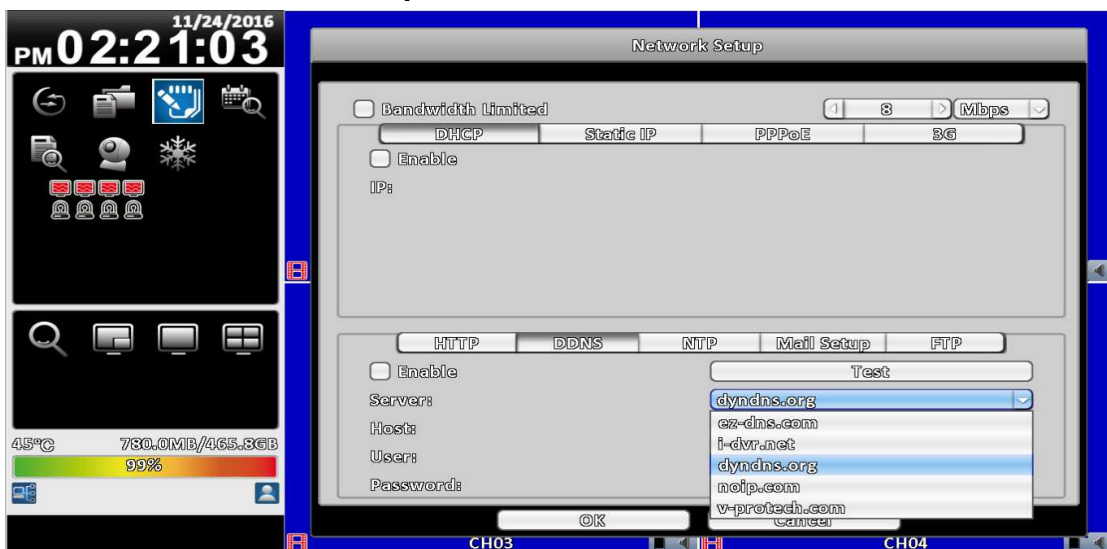 11/24/2016
PM 02:21:03
45°C 780.0MB/465.8GB
99%
Network Setup
Bandwidth Limited 8 Mbps
DHCP Static IP PPPoE 3G
Enable
IP:
HTTP DDNS NTP Mail Setup FTP
Enable Test
Server: dyndns.org
Host: ez-dns.com
i-dvr.net
User: dyndns.org
noip.com
Password: v-protech.com
OK Cancel
CH03 CH04